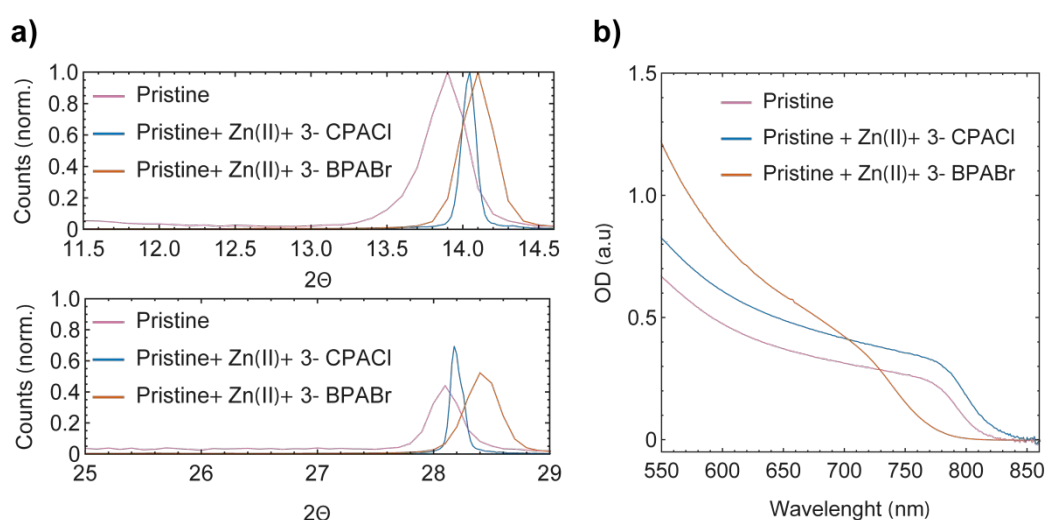 a)
Counts (norm.)
1.0
0.8
0.6
0.4
0.2
0
Pristine
Pristine+ Zn(II)+ 3- CPACl
Pristine+ Zn(II)+ 3- BPABr
11.5 12.0 12.5 13.0 13.5 14.0 14.5
2Θ
Counts (norm.)
1.0
0.8
0.6
0.4
0.2
0
Pristine
Pristine+ Zn(II)+ 3- CPACl
Pristine+ Zn(II)+ 3- BPABr
25 26 27 28 29
2Θ
b)
OD (a.u)
1.5
1.0
0.5
0
Pristine
Pristine + Zn(II)+ 3- CPACl
Pristine + Zn(II)+ 3- BPABr
550 600 650 700 750 800 850
Wavelenght (nm)